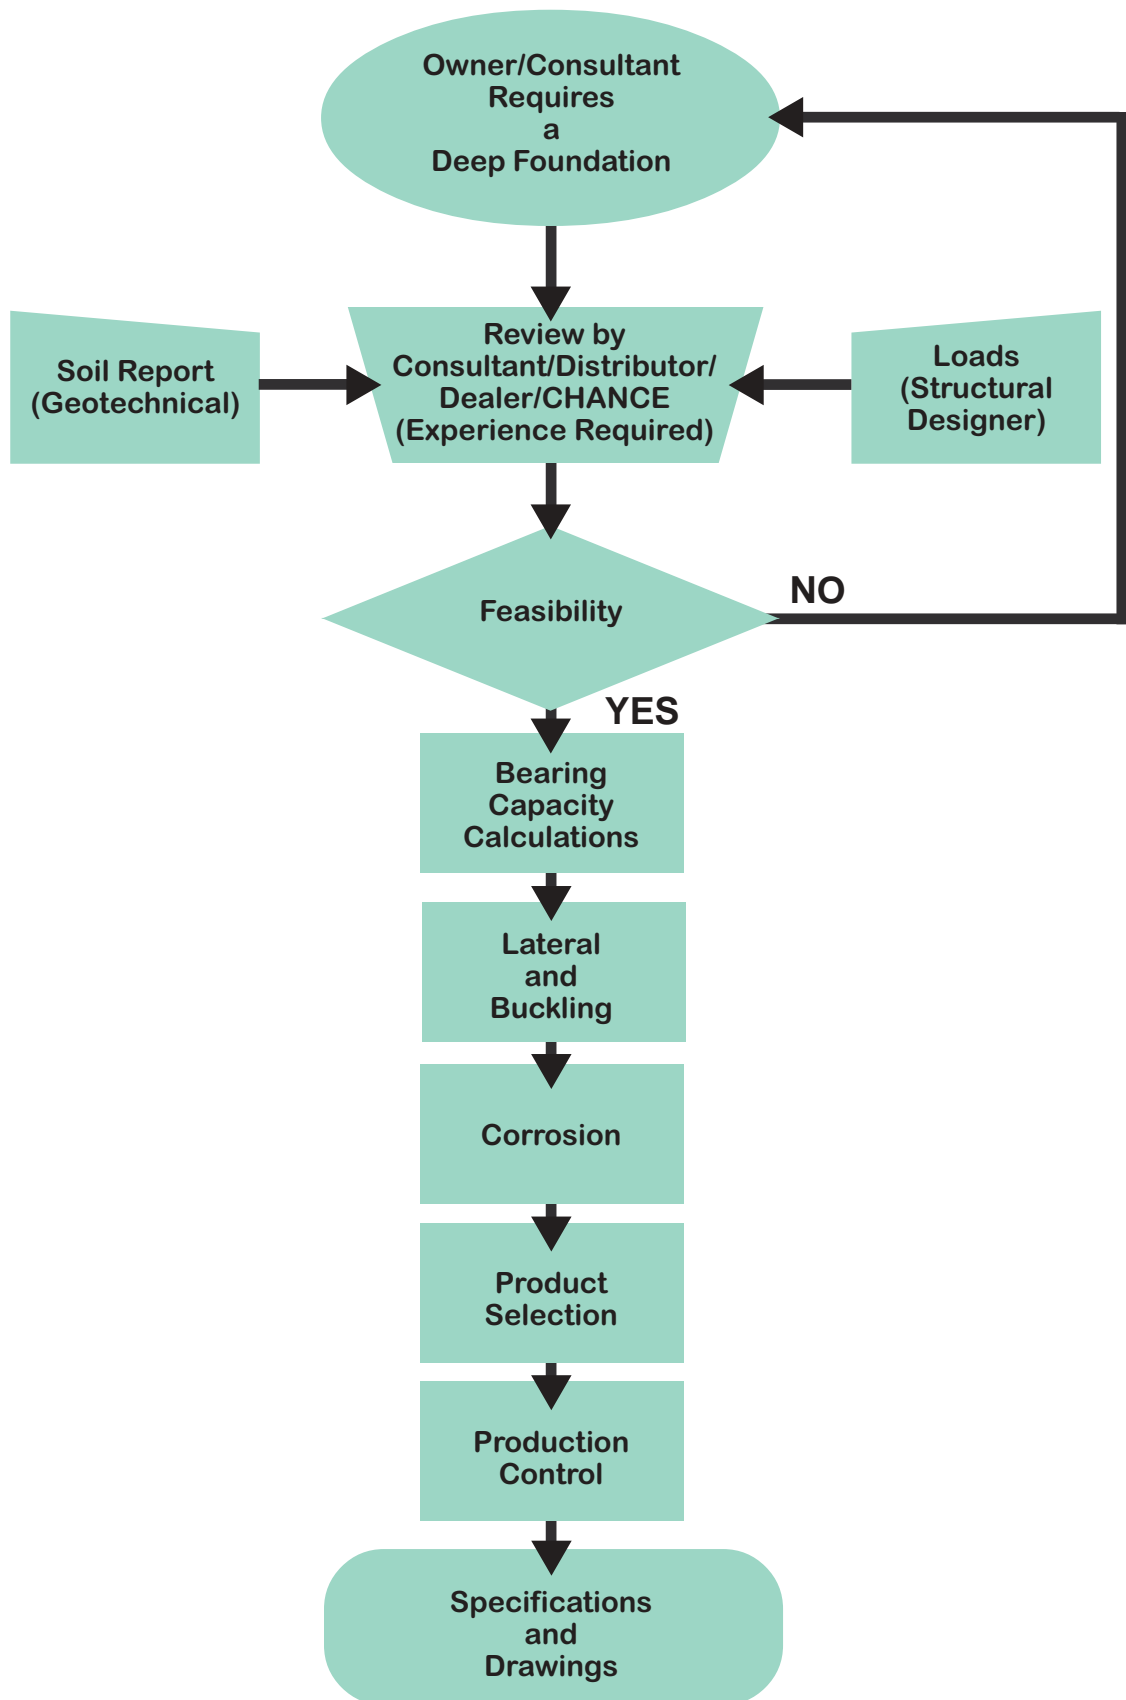 Owner/Consultant
Requires
a
Deep Foundation
Soil Report
(Geotechnical)
Review by
Consultant/Distributor/
Dealer/CHANCE
(Experience Required)
Loads
(Structural
Designer)
Feasibility
NO
YES
Bearing
Capacity
Calculations
Lateral
and
Buckling
Corrosion
Product
Selection
Production
Control
Specifications
and
Drawings